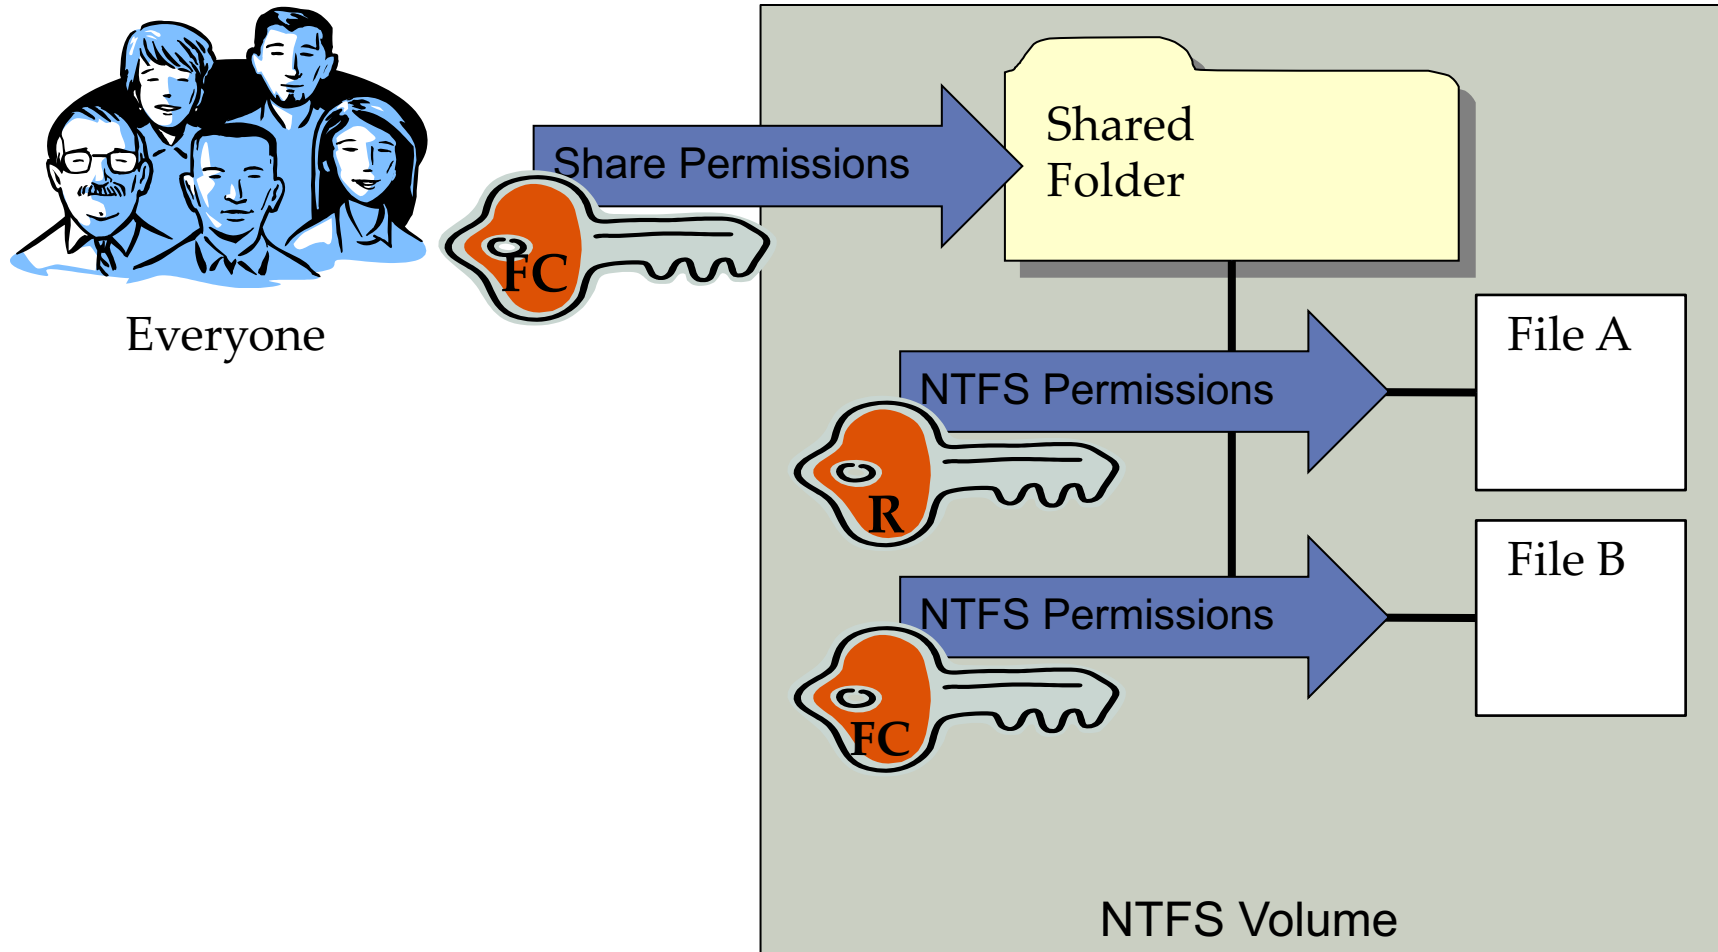 Share Permissions
Shared
Folder
FC
Everyone
File A
NTFS Permissions
R
File B
NTFS Permissions
FC
NTFS Volume